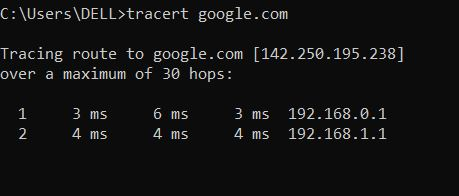 C:\Users\DELL>tracert google.com
Tracing route to google.com [142.250.195.238]
over a maximum of 30 hops:
1 3 ms 6 ms 3 ms 192.168.0.1
2 4 ms 4 ms 4 ms 192.168.1.1